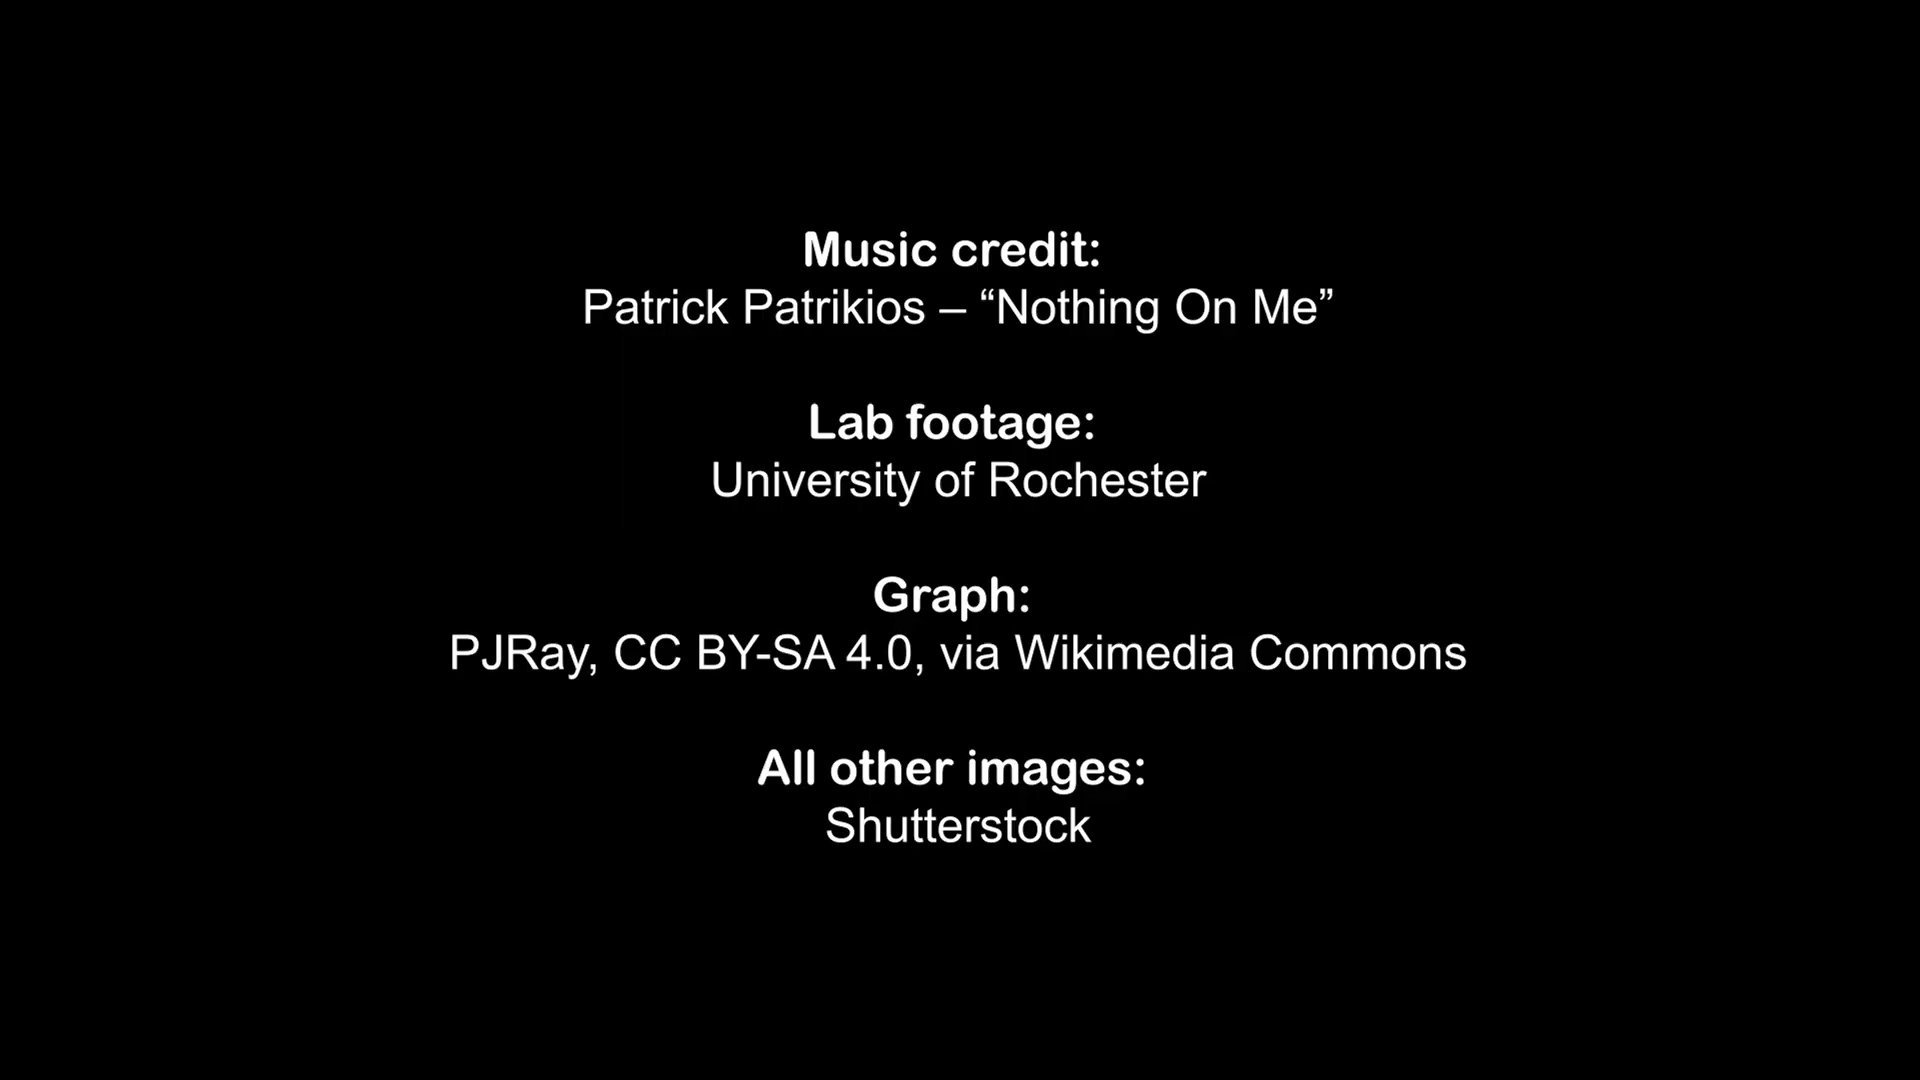 Music credit:
Patrick Patrikios – “Nothing On Me”
Lab footage:
University of Rochester
Graph:
PJRay, CC BY-SA 4.0, via Wikimedia Commons
All other images:
Shutterstock